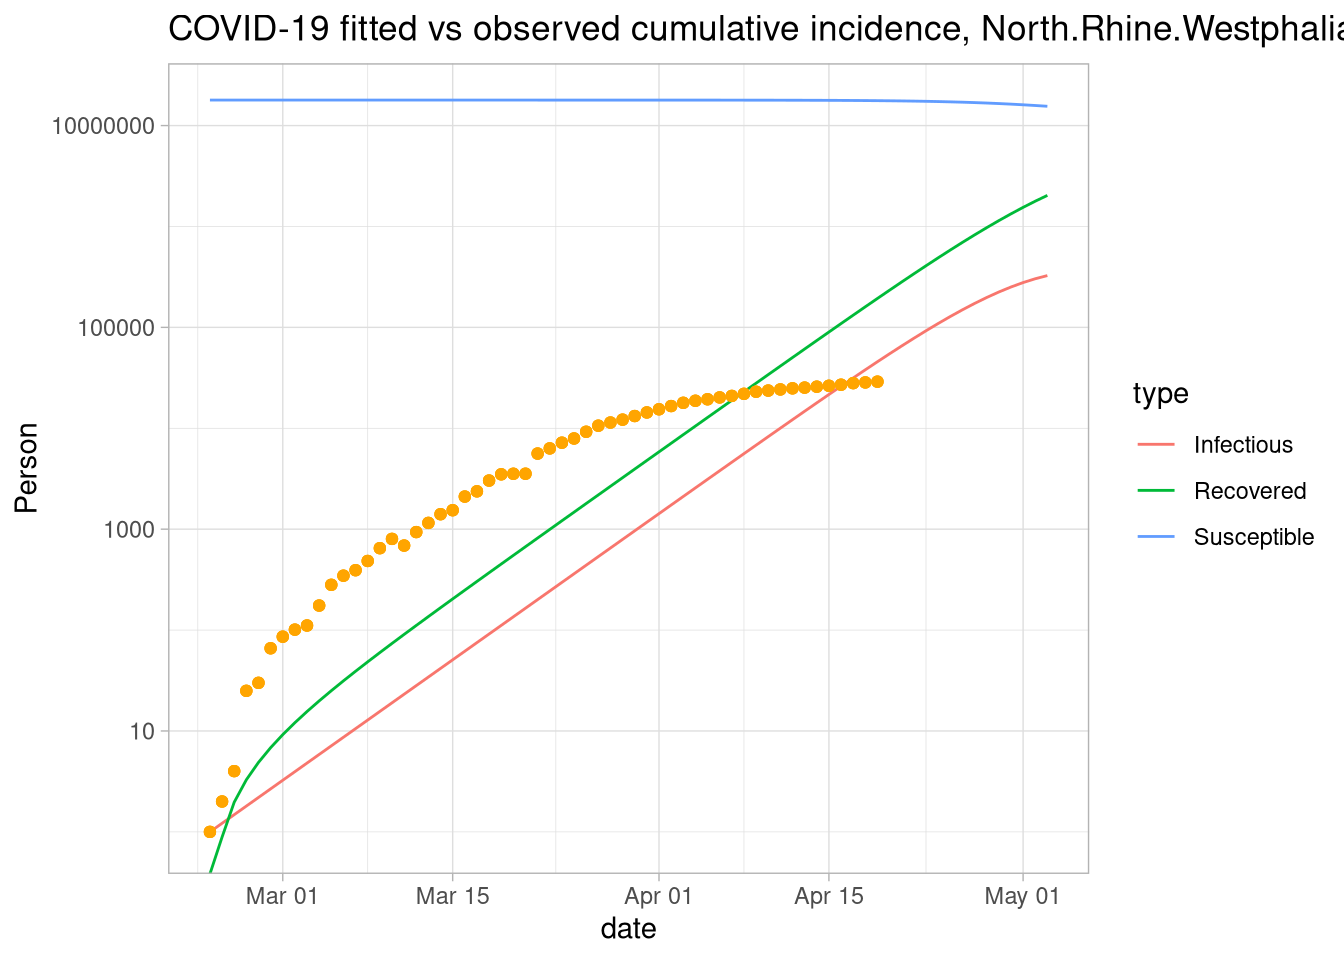 COVID-19 fitted vs observed cumulative incidence, North.Rhine.Westphalia
Person
10000000
100000
1000
10
Mar 01
Mar 15
Apr 01
Apr 15
May 01
date
type
Infectious
Recovered
Susceptible